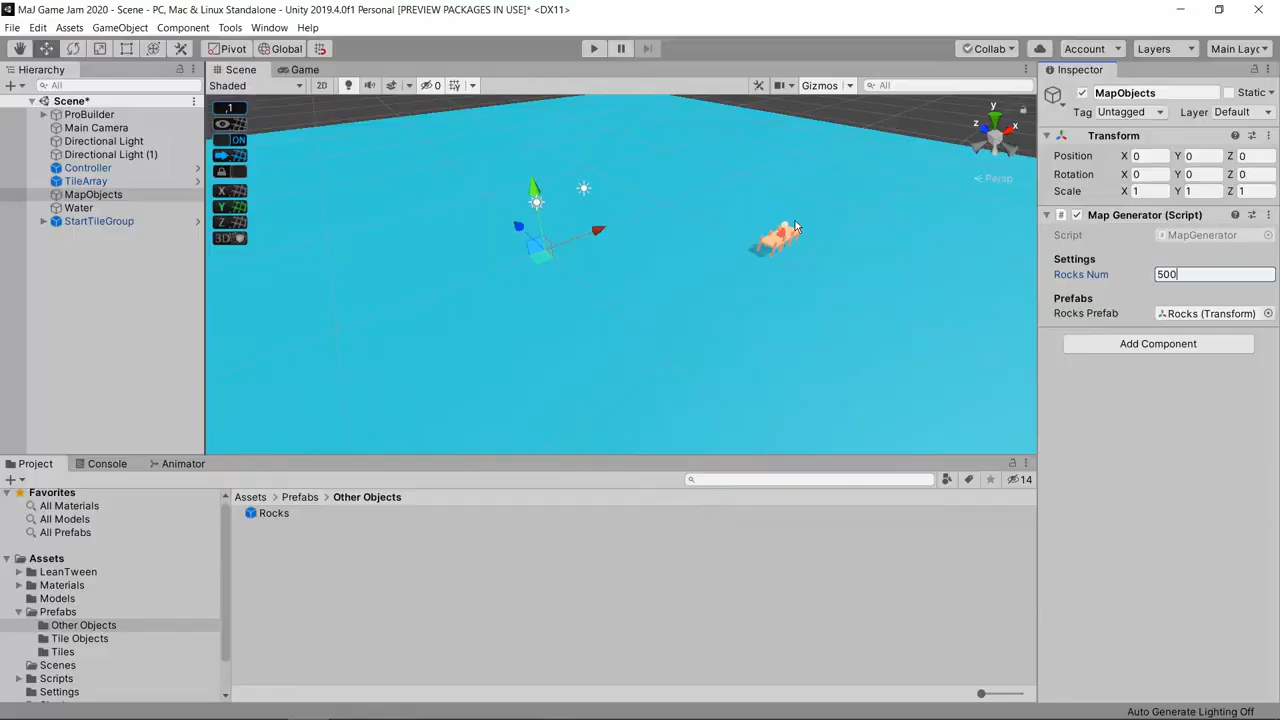 MaJ Game Jam 2020 - Scene - PC, Mac & Linux Standalone - Unity 2019.4.0f1 Personal [PREVIEW PACKAGES IN USE]* <DX11>
File Edit Assets GameObject Component Tools Window Help
Pivot Global Collab Account Layers Main Layc
Hierarchy
All
Scene*
ProBuilder
Main Camera
Directional Light
Directional Light (1)
Controller
TileArray
MapObjects
Water
StartTileGroup
Scene Game
Shaded 2D 0 Gizmos All
,1
ON
X
Y
Z
3D
y
z x
Persp
Inspector
MapObjects Static
Tag Untagged Layer Default
Transform
Position X 0 Y 0 Z 0
Rotation X 0 Y 0 Z 0
Scale X 1 Y 1 Z 1
# Map Generator (Script)
Script MapGenerator
Settings
Rocks Num 500
Prefabs
Rocks Prefab Rocks (Transform)
Add Component
Project Console Animator
14
Favorites
All Materials
All Models
All Prefabs
Assets
LeanTween
Materials
Models
Prefabs
Other Objects
Tile Objects
Tiles
Scenes
Scripts
Settings
Assets > Prefabs > Other Objects
Rocks
Auto Generate Lighting Off